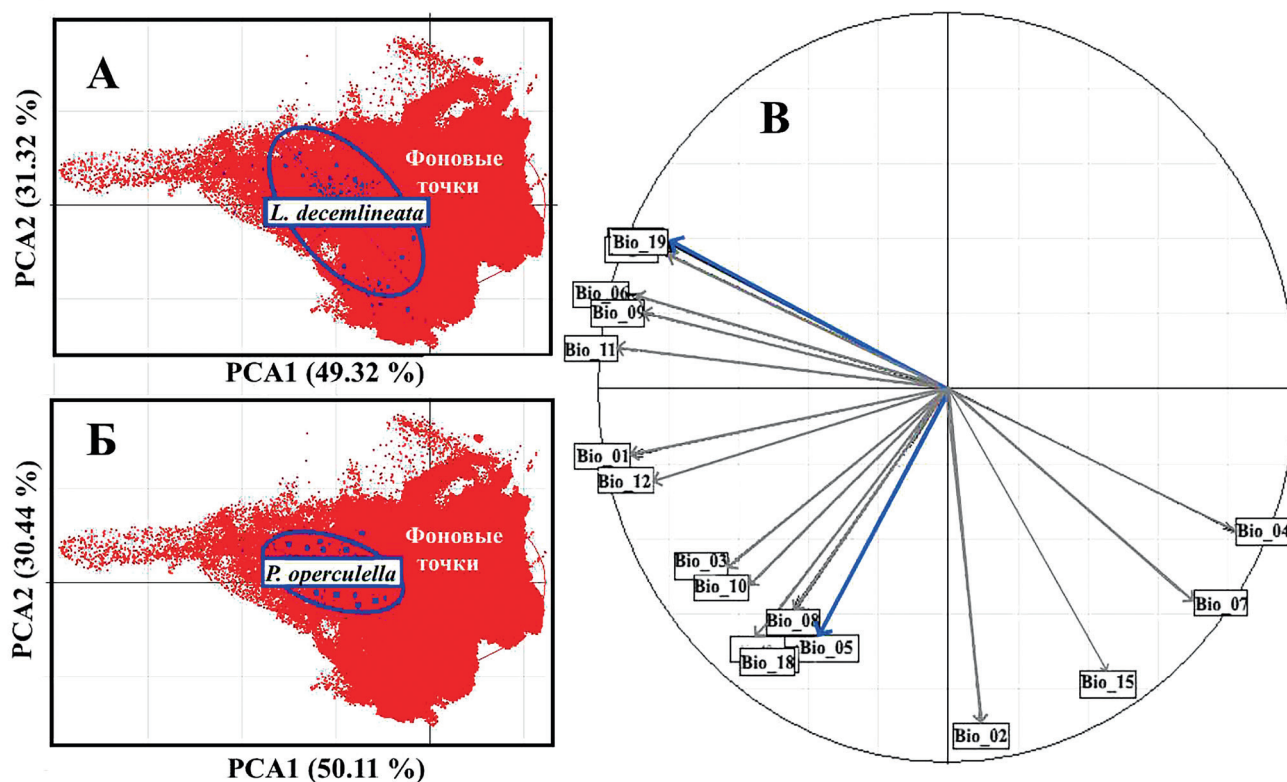 А
Фоновые
точки
L. decemlineata
PCA2 (31.32 %)
PCA1 (49.32 %)
Б
Фоновые
точки
P. operculella
PCA2 (30.44 %)
PCA1 (50.11 %)
В
Bio_19
Bio_06
Bio_09
Bio_11
Bio_01
Bio_12
Bio_03
Bio_10
Bio_08
Bio_05
Bio_18
Bio_04
Bio_07
Bio_15
Bio_02